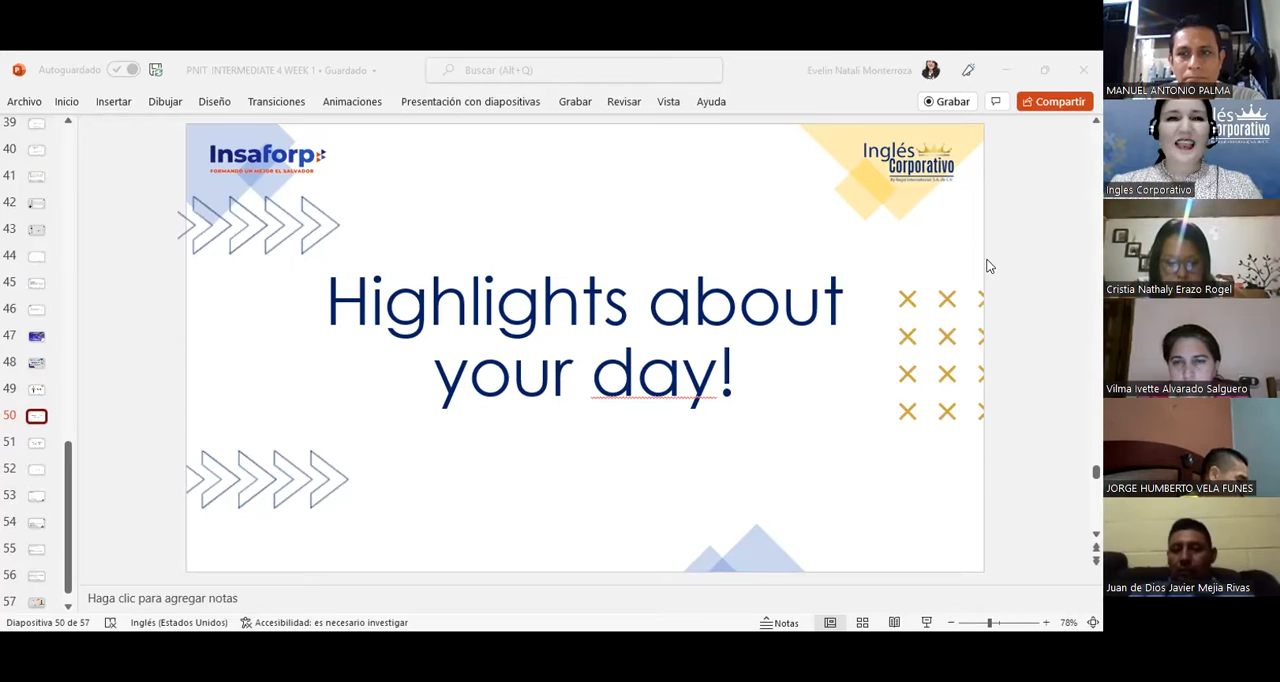 Autoguardado
PNIT INTERMEDIATE 4 WEEK 1 • Guardado
Buscar (Alt+Q)
Evelin Natali Monterroza
Archivo Inicio Insertar Dibujar Diseño Transiciones Animaciones Presentación con diapositivas Grabar Revisar Vista Ayuda
Grabar
Compartir
39
40
41
42
43
44
45
46
47
48
49
50
51
52
53
54
55
56
57
Insaforp
FORMANDO UN MEJOR EL SALVADOR
Inglés
Corporativo
Highlights about
your day!
Haga clic para agregar notas
Diapositiva 50 de 57 Inglés (Estados Unidos) Accesibilidad: es necesario investigar Notas 78%
MANUEL ANTONIO PALMA
lés
orporativo
Ingles Corporativo
Cristia Nathaly Erazo Rogel
Vilma Ivette Alvarado Salguero
JORGE HUMBERTO VELA FUNES
Juan de Dios Javier Mejia Rivas